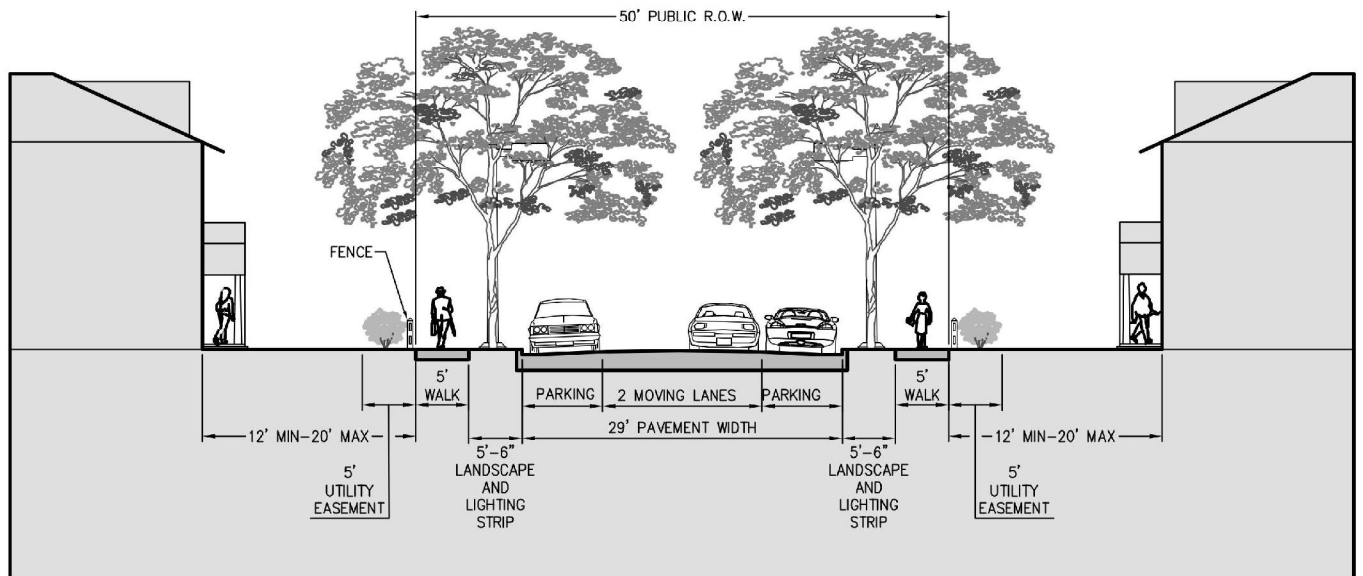 50' PUBLIC R.O.W.
FENCE
5'
WALK
PARKING
2 MOVING LANES
PARKING
5'
WALK
12' MIN-20' MAX
29' PAVEMENT WIDTH
12' MIN-20' MAX
5'
UTILITY
EASEMENT
5'-6"
LANDSCAPE
AND
LIGHTING
STRIP
5'-6"
LANDSCAPE
AND
LIGHTING
STRIP
5'
UTILITY
EASEMENT